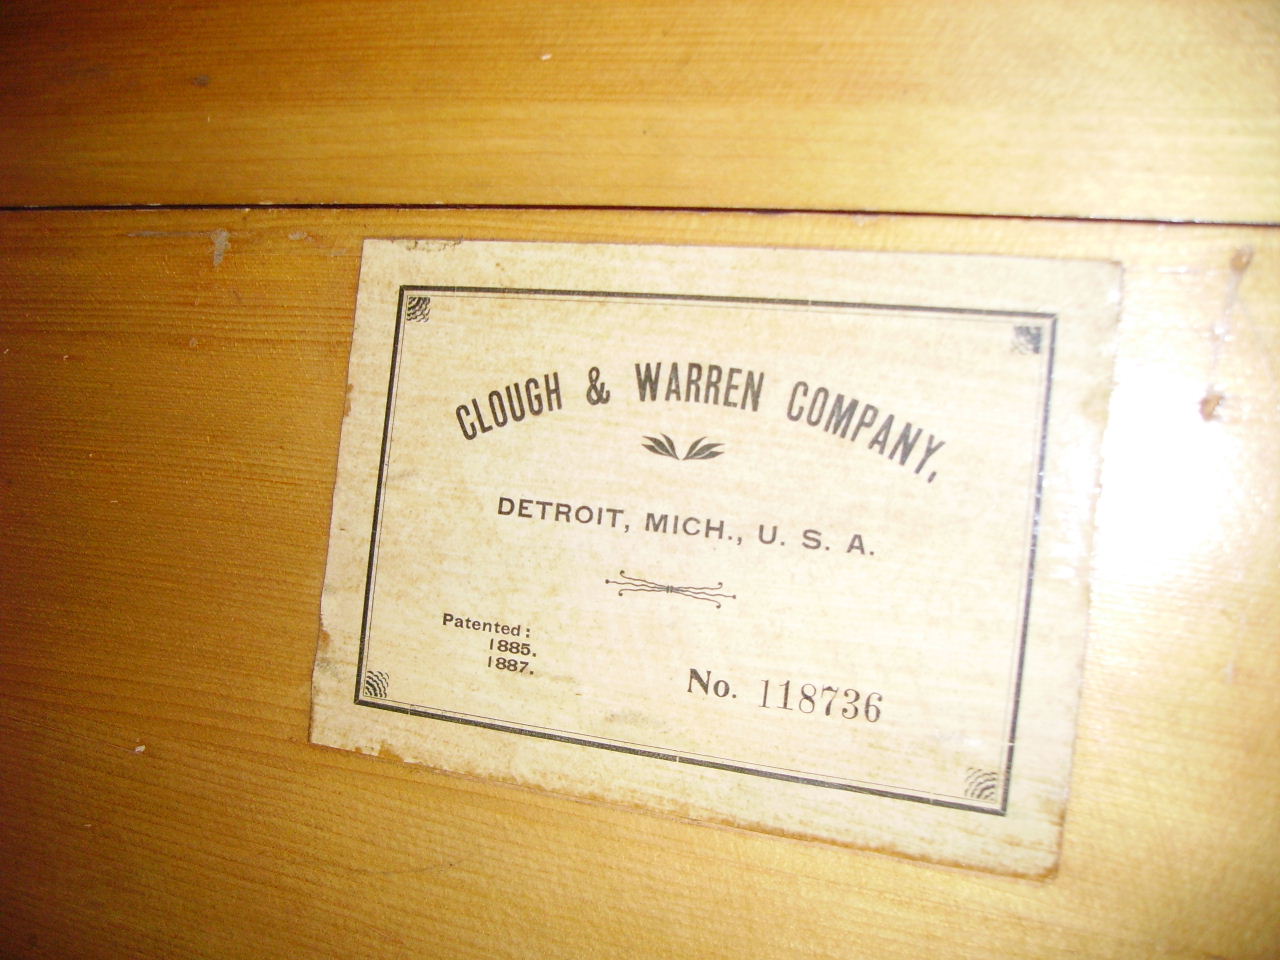 CLOUGH & WARREN COMPANY,
DETROIT, MICH., U. S. A.
Patented:
1885.
1887.
No. 118736